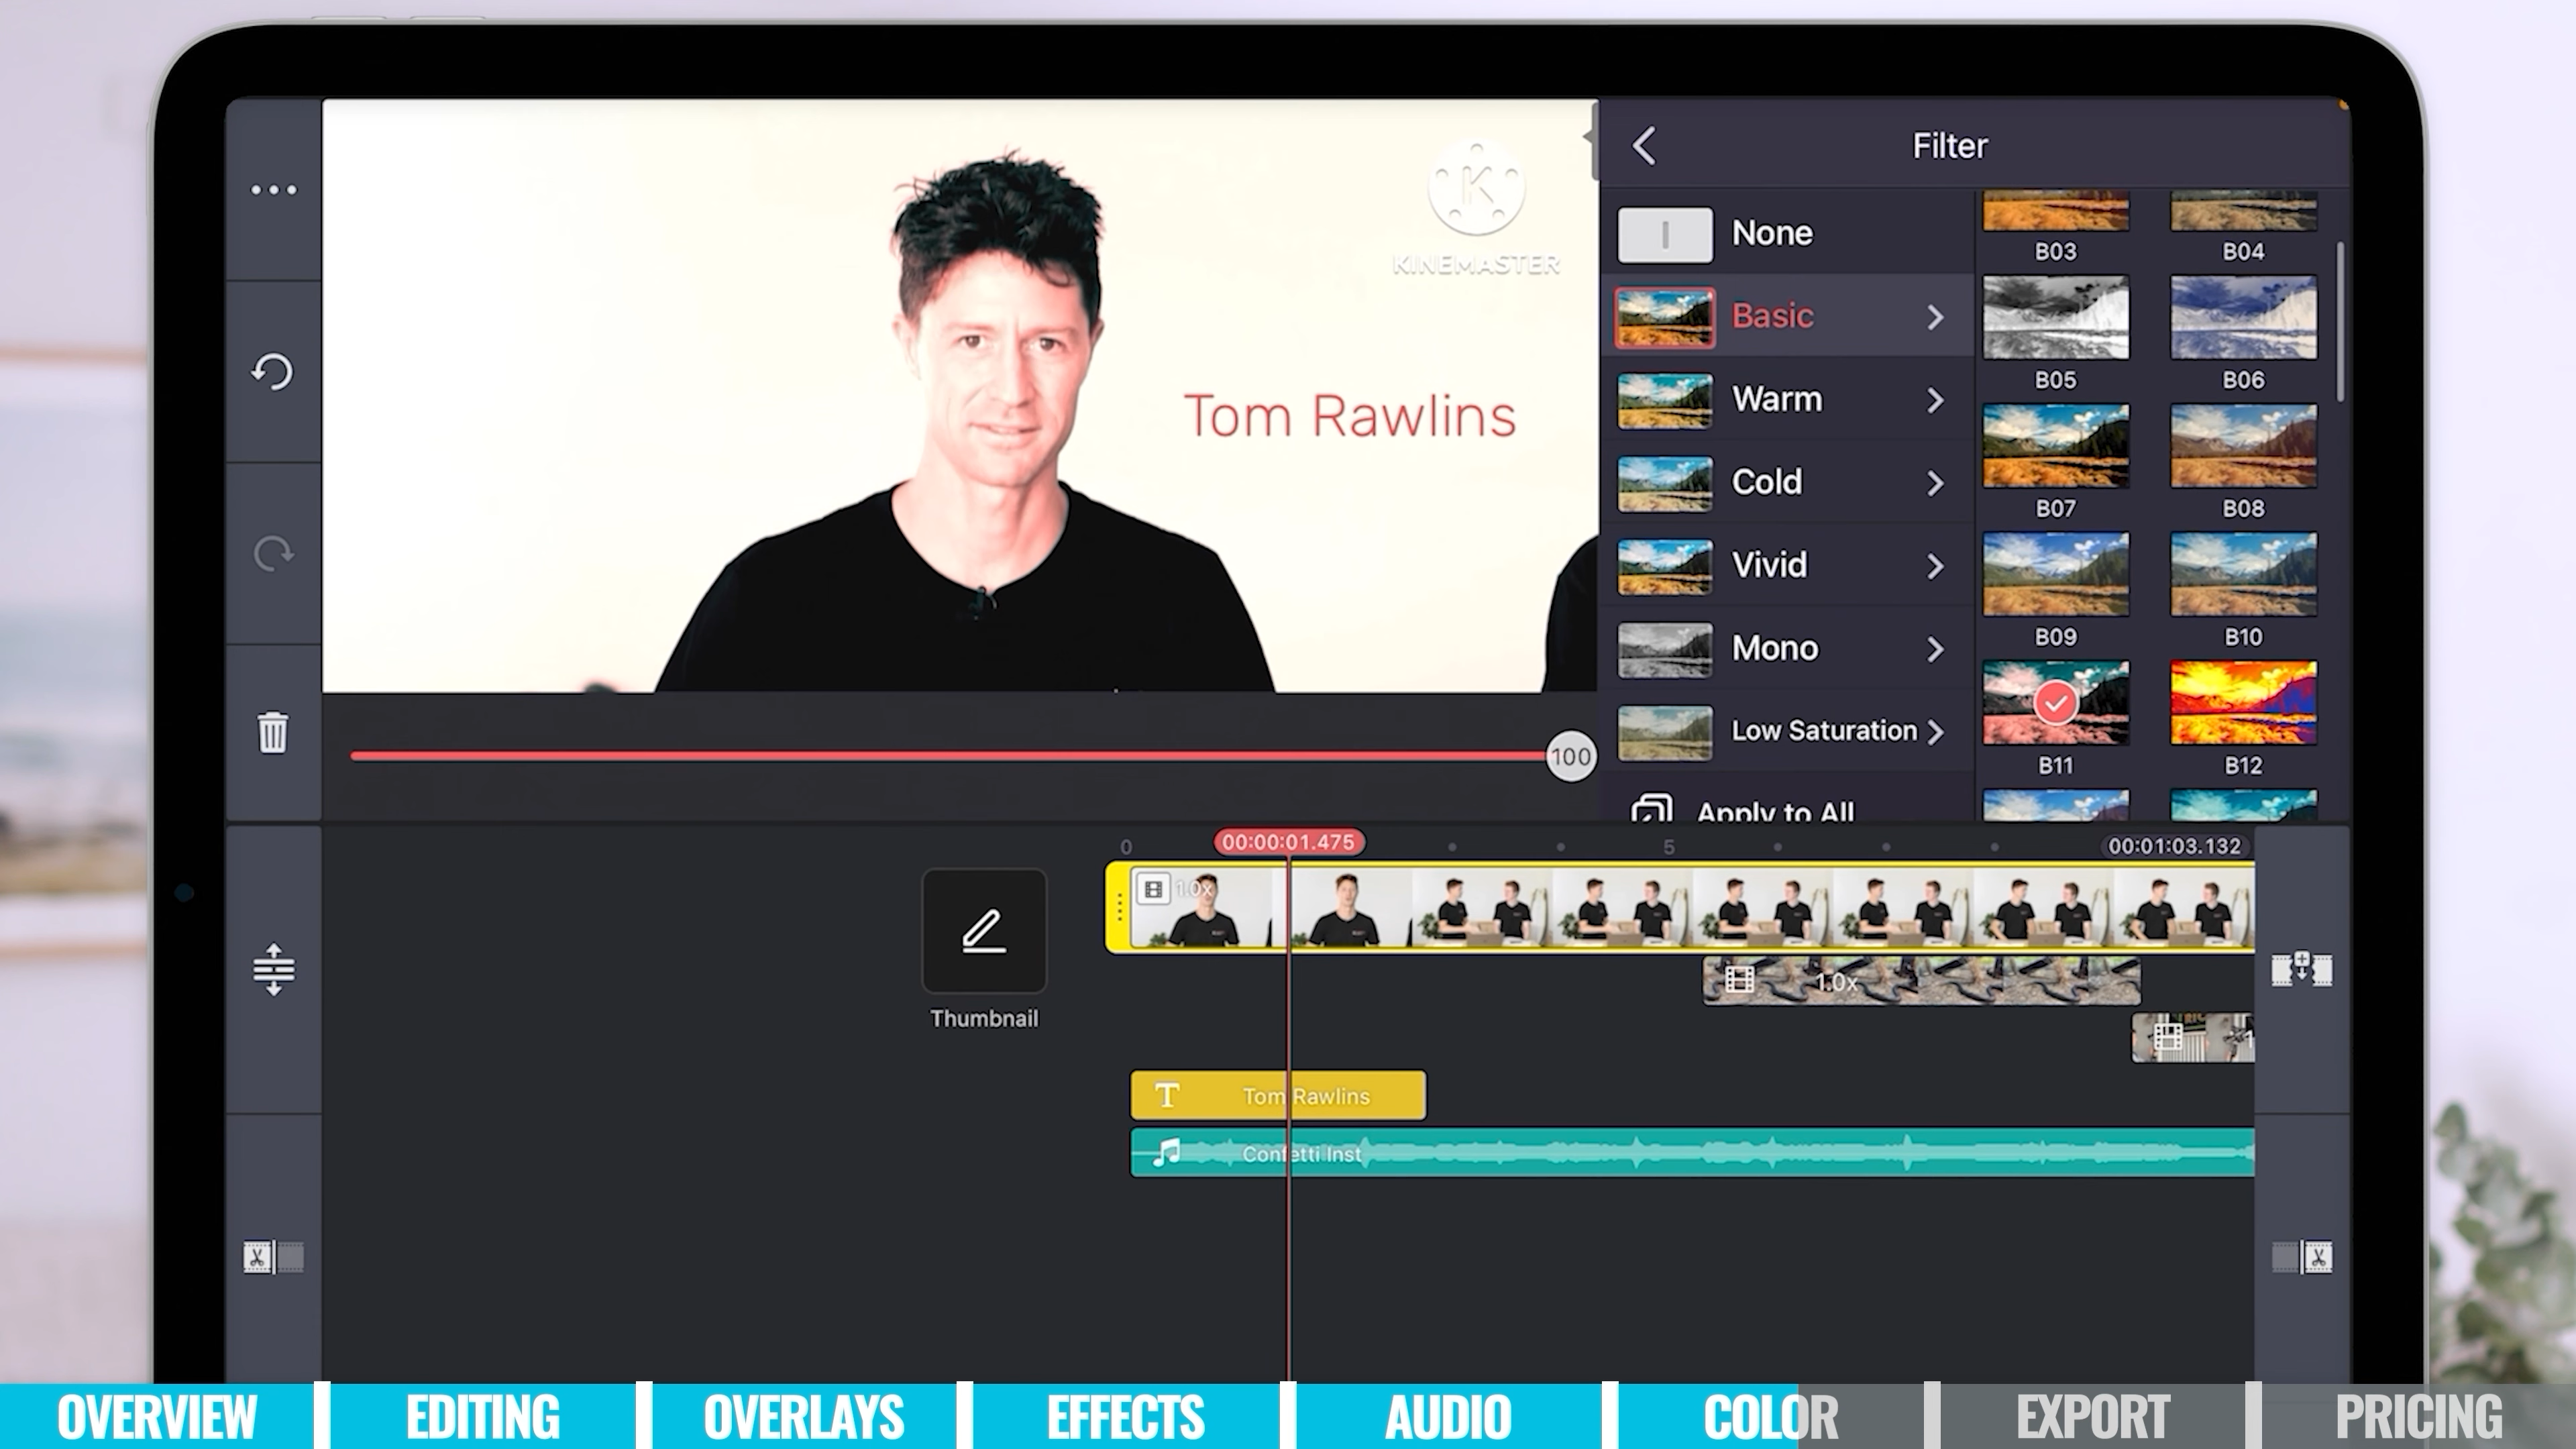 Filter
KINEMASTER
Tom Rawlins
None
Basic
Warm
Cold
Vivid
Mono
Low Saturation
Apply to All
B03
B04
B05
B06
B07
B08
B09
B10
B11
B12
100
0
00:00:01.475
5
00:01:03.132
1.0x
Thumbnail
1.0x
T Tom Rawlins
Confetti Inst
OVERVIEW
EDITING
OVERLAYS
EFFECTS
AUDIO
COLOR
EXPORT
PRICING